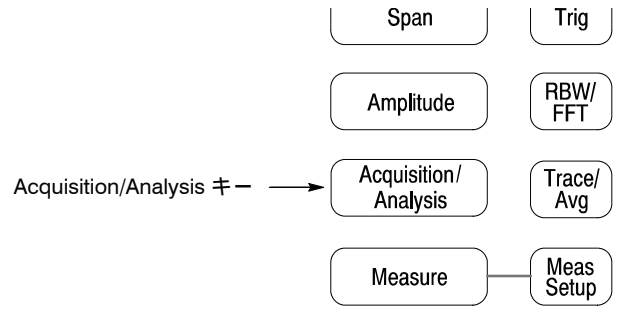 Span
Trig
Amplitude
RBW/
FFT
Acquisition/Analysis キー
Acquisition/
Analysis
Trace/
Avg
Measure
Meas
Setup